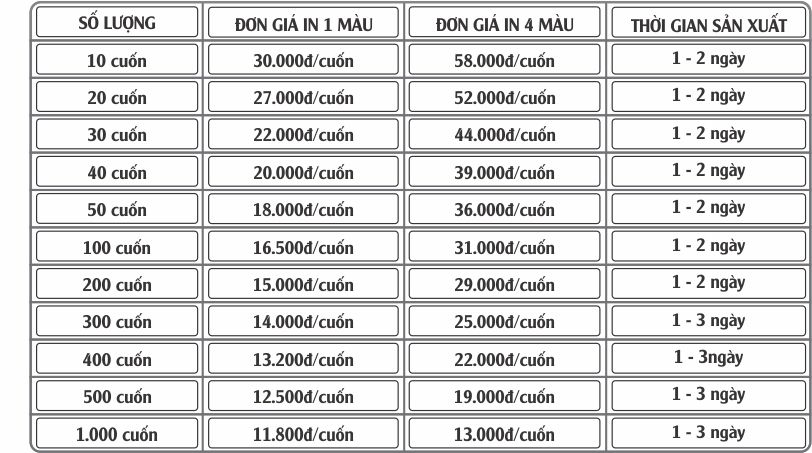 SỐ LƯỢNG ĐƠN GIÁ IN 1 MÀU ĐƠN GIÁ IN 4 MÀU THỜI GIAN SẢN XUẤT
10 cuốn 30.000đ/cuốn 58.000đ/cuốn 1 - 2 ngày
20 cuốn 27.000đ/cuốn 52.000đ/cuốn 1 - 2 ngày
30 cuốn 22.000đ/cuốn 44.000đ/cuốn 1 - 2 ngày
40 cuốn 20.000đ/cuốn 39.000đ/cuốn 1 - 2 ngày
50 cuốn 18.000đ/cuốn 36.000đ/cuốn 1 - 2 ngày
100 cuốn 16.500đ/cuốn 31.000đ/cuốn 1 - 2 ngày
200 cuốn 15.000đ/cuốn 29.000đ/cuốn 1 - 2 ngày
300 cuốn 14.000đ/cuốn 25.000đ/cuốn 1 - 3 ngày
400 cuốn 13.200đ/cuốn 22.000đ/cuốn 1 - 3ngày
500 cuốn 12.500đ/cuốn 19.000đ/cuốn 1 - 3 ngày
1.000 cuốn 11.800đ/cuốn 13.000đ/cuốn 1 - 3 ngày